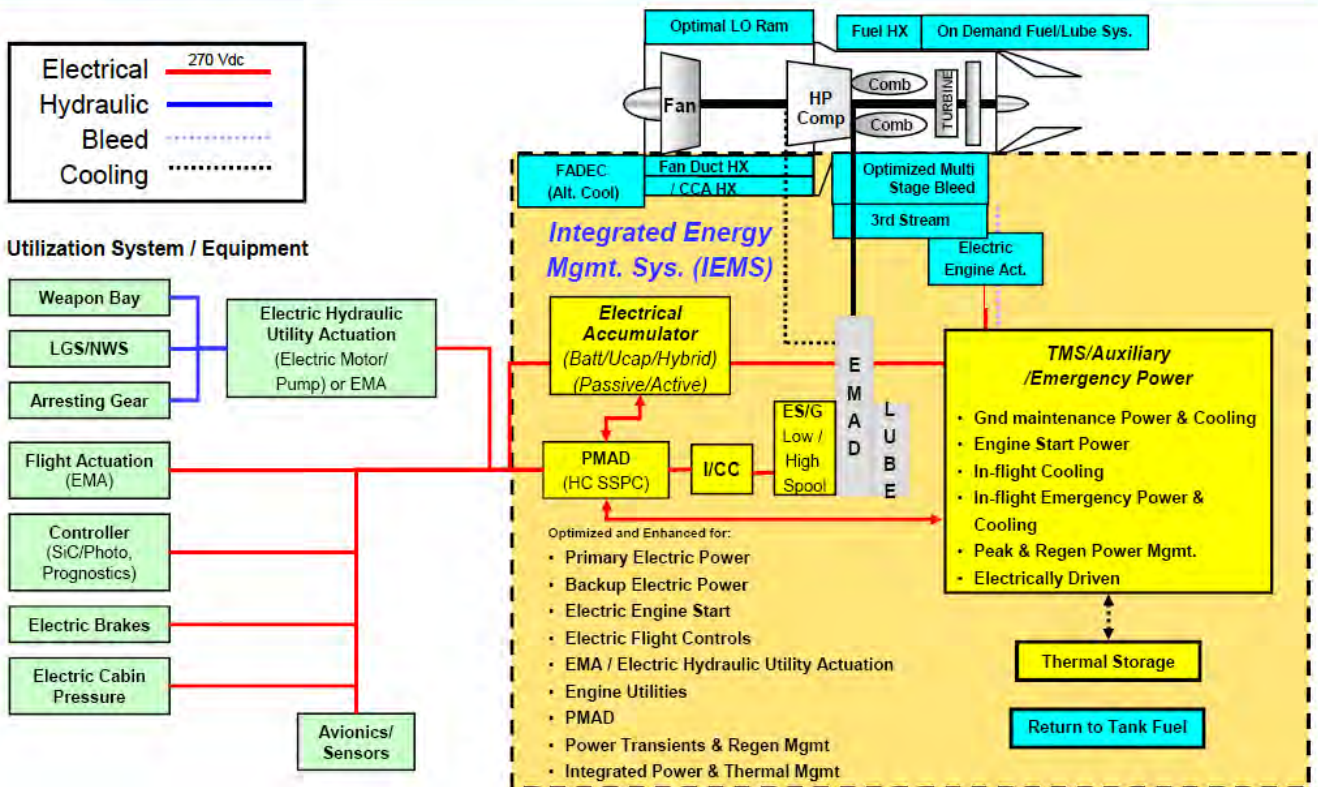 Electrical
270 Vdc
Hydraulic
Bleed
Cooling
Optimal LO Ram
Fuel HX
On Demand Fuel/Lube Sys.
Fan
HP
Comp
Comb
Comb
TURBINE
FADEC
(Alt. Cool)
Fan Duct HX
/ CCA HX
Optimized Multi
Stage Bleed
3rd Stream
Electric
Engine Act.
Integrated Energy
Mgmt. Sys. (IEMS)
Utilization System / Equipment
Weapon Bay
LGS/NWS
Arresting Gear
Electric Hydraulic
Utility Actuation
(Electric Motor/
Pump) or EMA
Flight Actuation
(EMA)
Controller
(SiC/Photo,
Prognostics)
Electric Brakes
Electric Cabin
Pressure
Avionics/
Sensors
Electrical
Accumulator
(Batt/Ucap/Hybrid)
(Passive/Active)
PMAD
(HC SSPC)
I/CC
ES/G
Low /
High
Spool
EMAD
LUBE
TMS/Auxiliary
/Emergency Power
• Gnd maintenance Power & Cooling
• Engine Start Power
• In-flight Cooling
• In-flight Emergency Power &
Cooling
• Peak & Regen Power Mgmt.
• Electrically Driven
Optimized and Enhanced for:
• Primary Electric Power
• Backup Electric Power
• Electric Engine Start
• Electric Flight Controls
• EMA / Electric Hydraulic Utility Actuation
• Engine Utilities
• PMAD
• Power Transients & Regen Mgmt
• Integrated Power & Thermal Mgmt
Thermal Storage
Return to Tank Fuel